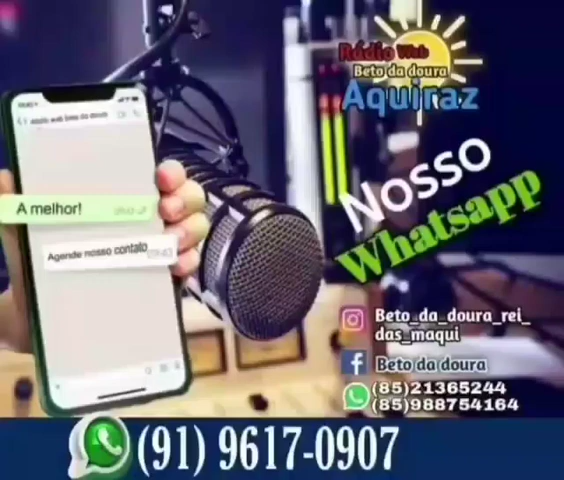 Rádio Web
Beto da doura
Aquiraz
Nosso
Whatsapp
A melhor!
Agende nosso contato
Beto_da_doura_rei_
das_maqui
Beto da doura
(85)21365244
(85)988754164
(91) 9617-0907